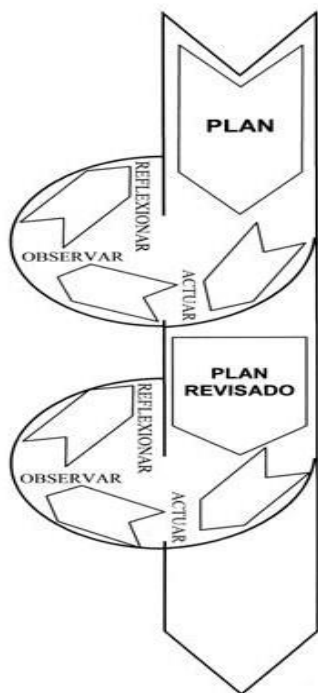 PLAN
REFLEXIONAR
OBSERVAR
ACTUAR
PLAN
REVISADO
REFLEXIONAR
OBSERVAR
ACTUAR